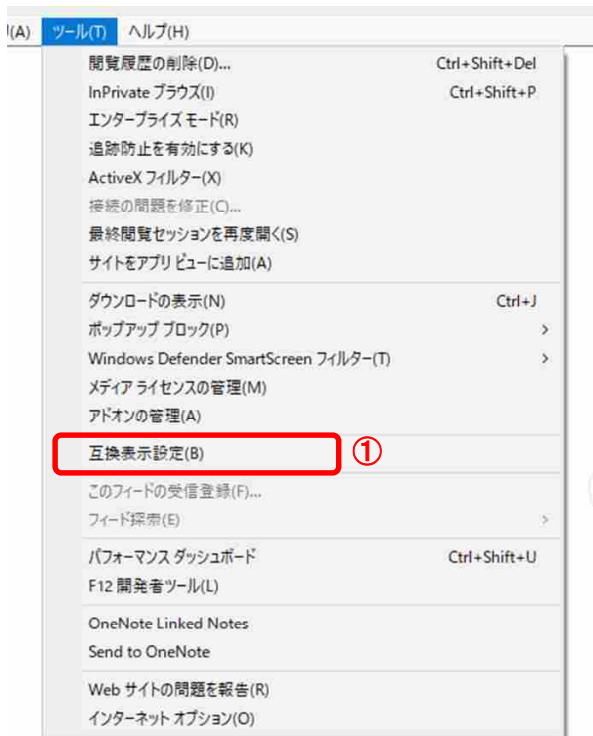 (A) ツール(T) ヘルプ(H)
閲覧履歴の削除(D)... Ctrl+Shift+Del
InPrivate ブラウズ(I) Ctrl+Shift+P
エンタープライズ モード(R)
追跡防止を有効にする(K)
ActiveX フィルター(X)
接続の問題を修正(C)...
最終閲覧セッションを再度開く(S)
サイトをアプリ ビューに追加(A)
ダウンロードの表示(N) Ctrl+J
ポップアップ ブロック(P) >
Windows Defender SmartScreen フィルター(T) >
メディア ライセンスの管理(M)
アドオンの管理(A)
互換表示設定(B) ①
このフィードの受信登録(F)...
フィード探索(E) >
パフォーマンス ダッシュボード Ctrl+Shift+U
F12 開発者ツール(L)
OneNote Linked Notes
Send to OneNote
Web サイトの問題を報告(R)
インターネット オプション(O)